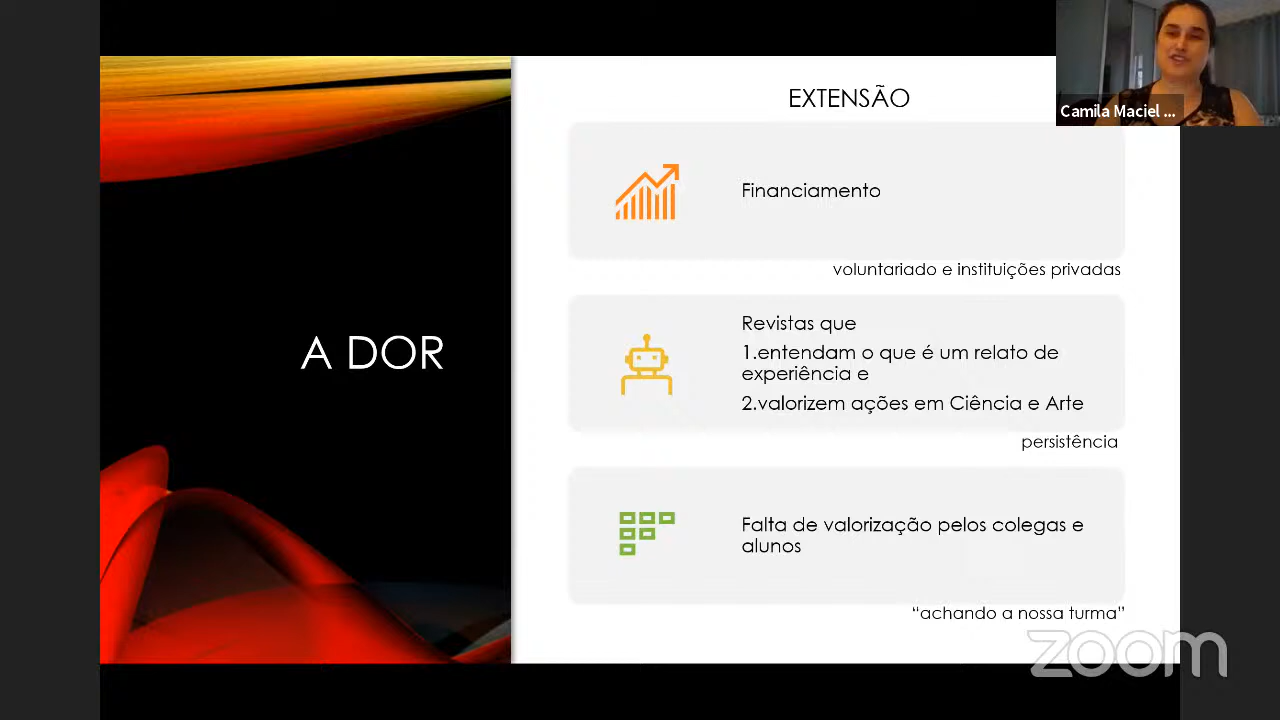 EXTENSÃO
Camila Maciel ...
Financiamento
voluntariado e instituições privadas
A DOR
Revistas que
1.entendam o que é um relato de
experiência e
2.valorizem ações em Ciência e Arte
persistência
Falta de valorização pelos colegas e
alunos
“achando a nossa turma”
zoom